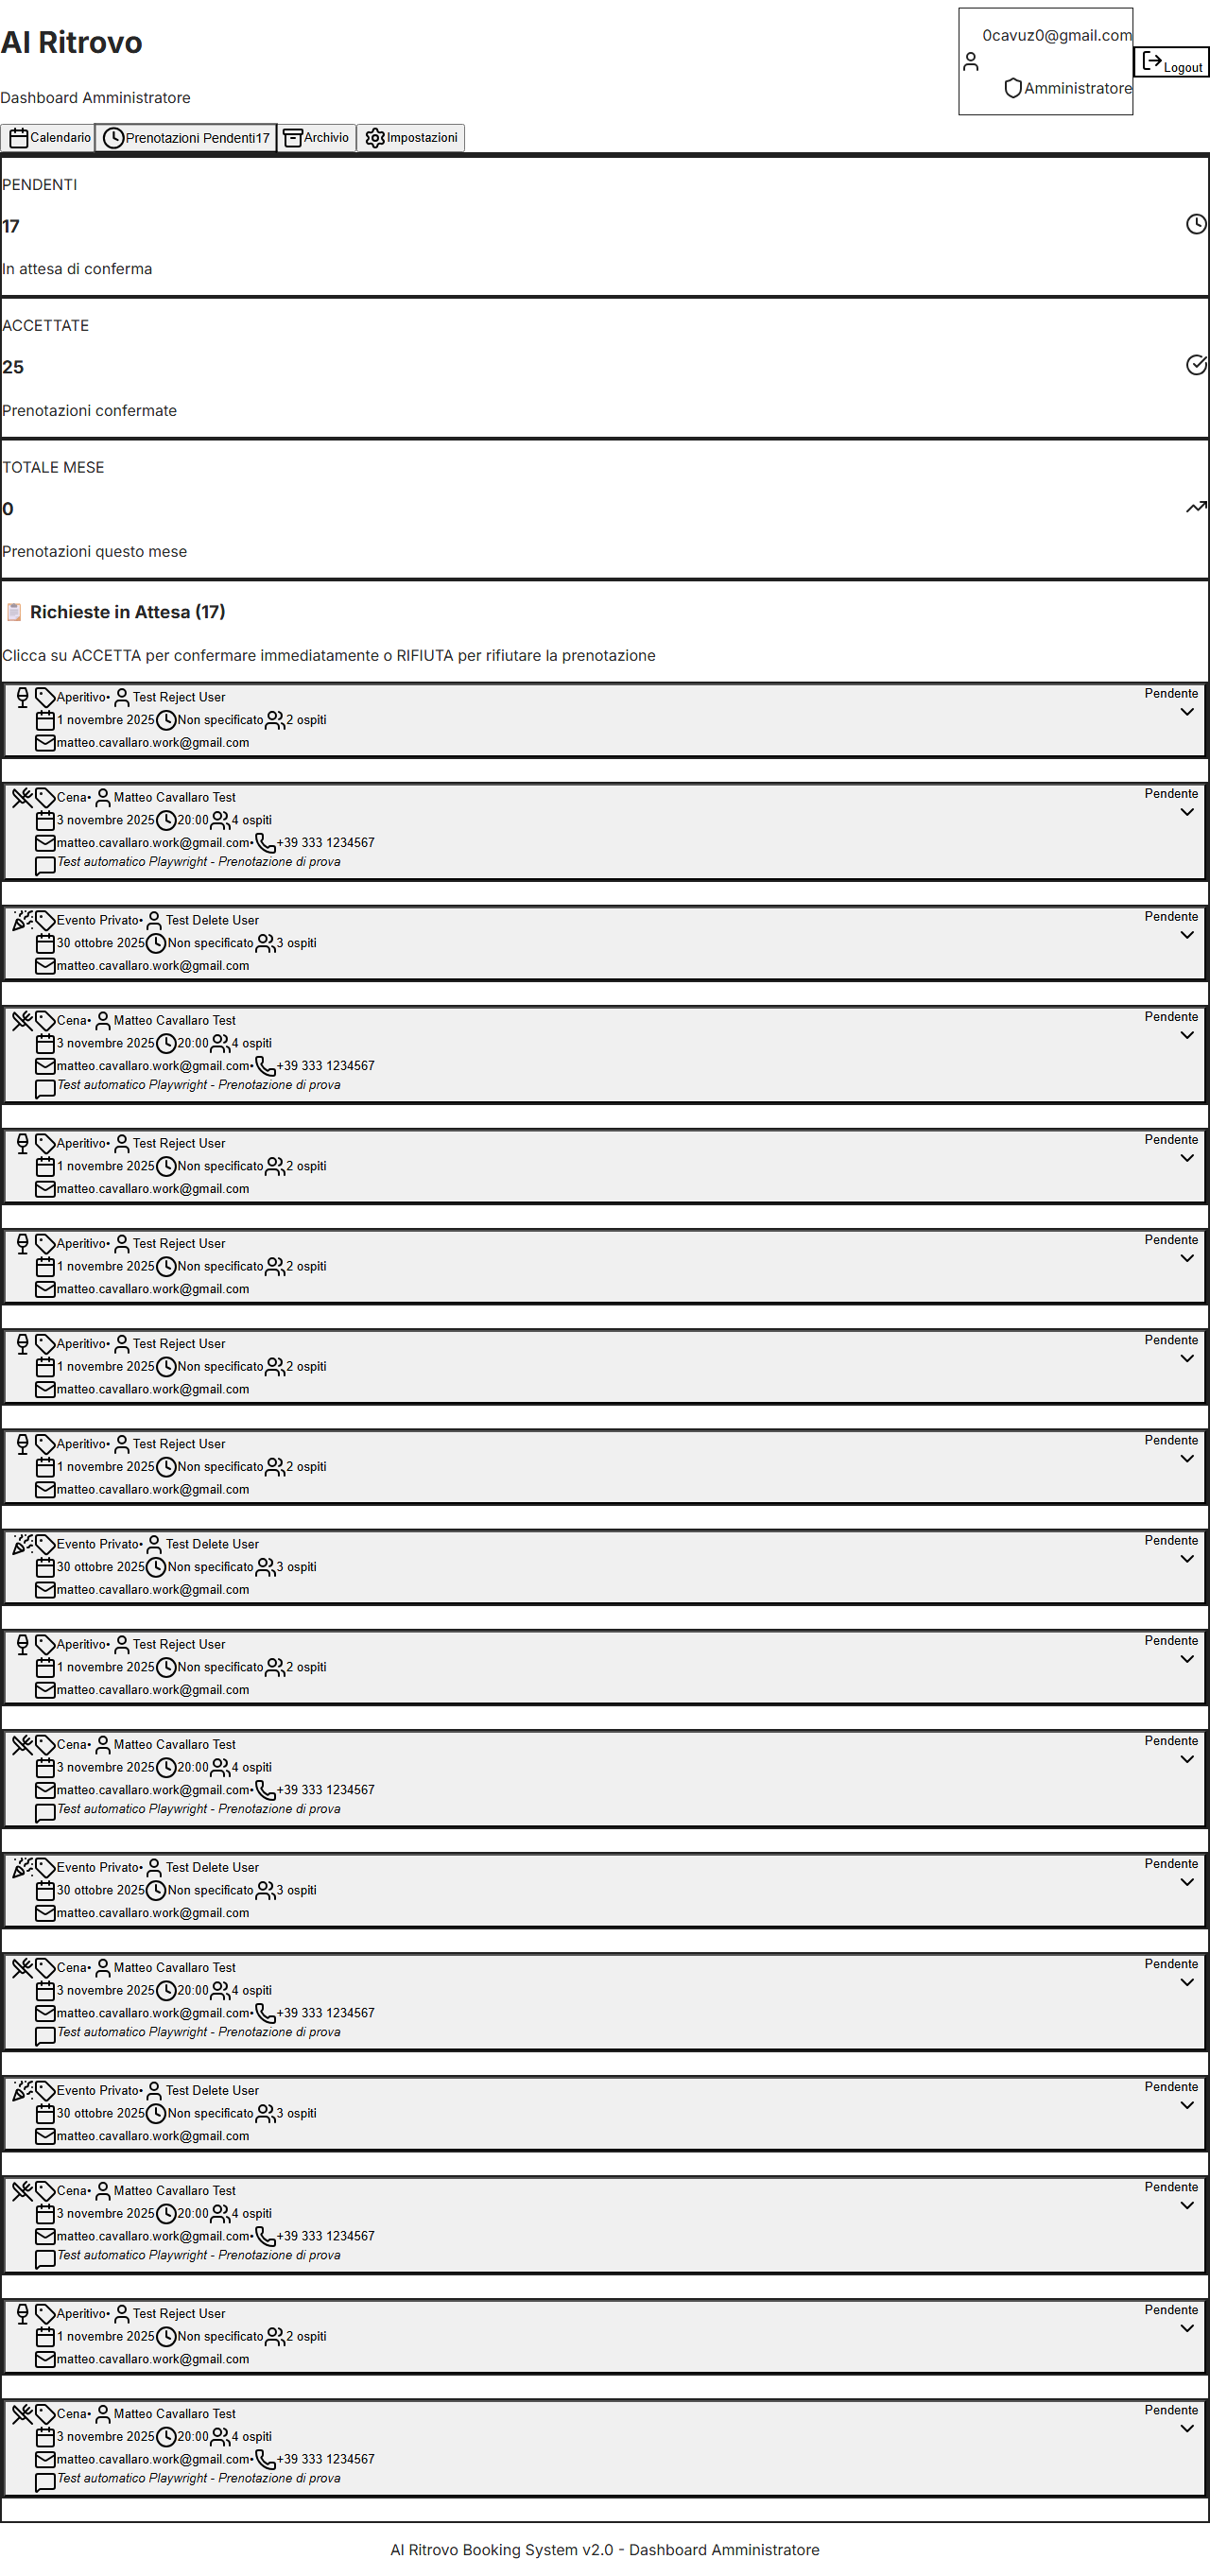 Al Ritrovo
Dashboard Amministratore
0cavuz0@gmail.com
Amministratore
Logout
Calendario
Prenotazioni Pendenti17
Archivio
Impostazioni
PENDENTI
17
In attesa di conferma
ACCETTATE
25
Prenotazioni confermate
TOTALE MESE
0
Prenotazioni questo mese
📋 Richieste in Attesa (17)
Clicca su ACCETTA per confermare immediatamente o RIFIUTA per rifiutare la prenotazione
Aperitivo• Test Reject User
Pendente
1 novembre 2025 Non specificato 2 ospiti
matteo.cavallaro.work@gmail.com
Cena• Matteo Cavallaro Test
Pendente
3 novembre 2025 20:00 4 ospiti
matteo.cavallaro.work@gmail.com• +39 333 1234567
Test automatico Playwright - Prenotazione di prova
Evento Privato• Test Delete User
Pendente
30 ottobre 2025 Non specificato 3 ospiti
matteo.cavallaro.work@gmail.com
Cena• Matteo Cavallaro Test
Pendente
3 novembre 2025 20:00 4 ospiti
matteo.cavallaro.work@gmail.com• +39 333 1234567
Test automatico Playwright - Prenotazione di prova
Aperitivo• Test Reject User
Pendente
1 novembre 2025 Non specificato 2 ospiti
matteo.cavallaro.work@gmail.com
Aperitivo• Test Reject User
Pendente
1 novembre 2025 Non specificato 2 ospiti
matteo.cavallaro.work@gmail.com
Aperitivo• Test Reject User
Pendente
1 novembre 2025 Non specificato 2 ospiti
matteo.cavallaro.work@gmail.com
Aperitivo• Test Reject User
Pendente
1 novembre 2025 Non specificato 2 ospiti
matteo.cavallaro.work@gmail.com
Evento Privato• Test Delete User
Pendente
30 ottobre 2025 Non specificato 3 ospiti
matteo.cavallaro.work@gmail.com
Aperitivo• Test Reject User
Pendente
1 novembre 2025 Non specificato 2 ospiti
matteo.cavallaro.work@gmail.com
Cena• Matteo Cavallaro Test
Pendente
3 novembre 2025 20:00 4 ospiti
matteo.cavallaro.work@gmail.com• +39 333 1234567
Test automatico Playwright - Prenotazione di prova
Evento Privato• Test Delete User
Pendente
30 ottobre 2025 Non specificato 3 ospiti
matteo.cavallaro.work@gmail.com
Cena• Matteo Cavallaro Test
Pendente
3 novembre 2025 20:00 4 ospiti
matteo.cavallaro.work@gmail.com• +39 333 1234567
Test automatico Playwright - Prenotazione di prova
Evento Privato• Test Delete User
Pendente
30 ottobre 2025 Non specificato 3 ospiti
matteo.cavallaro.work@gmail.com
Cena• Matteo Cavallaro Test
Pendente
3 novembre 2025 20:00 4 ospiti
matteo.cavallaro.work@gmail.com• +39 333 1234567
Test automatico Playwright - Prenotazione di prova
Aperitivo• Test Reject User
Pendente
1 novembre 2025 Non specificato 2 ospiti
matteo.cavallaro.work@gmail.com
Cena• Matteo Cavallaro Test
Pendente
3 novembre 2025 20:00 4 ospiti
matteo.cavallaro.work@gmail.com• +39 333 1234567
Test automatico Playwright - Prenotazione di prova
Al Ritrovo Booking System v2.0 - Dashboard Amministratore